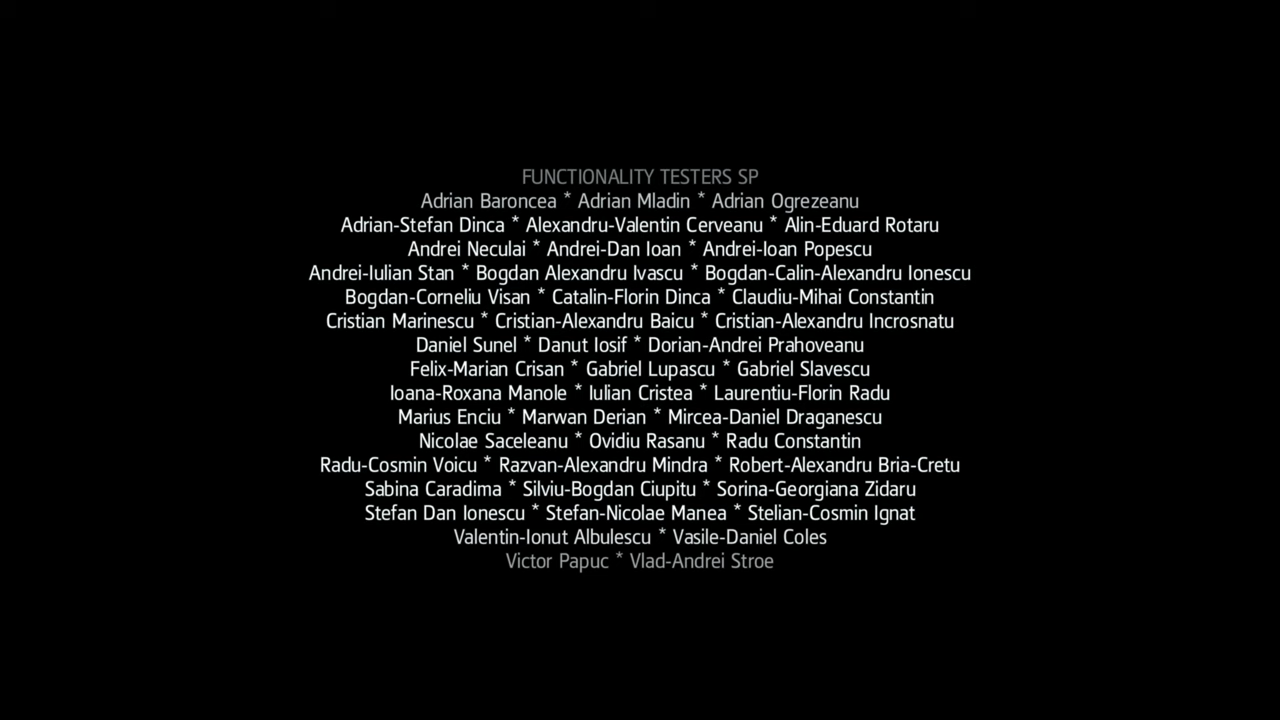 FUNCTIONALITY TESTERS SP
Adrian Baroncea * Adrian Mladin * Adrian Ogrezeanu
Adrian-Stefan Dinca * Alexandru-Valentin Cerveanu * Alin-Eduard Rotaru
Andrei Neculai * Andrei-Dan Ioan * Andrei-Ioan Popescu
Andrei-Iulian Stan * Bogdan Alexandru Ivascu * Bogdan-Calin-Alexandru Ionescu
Bogdan-Corneliu Visan * Catalin-Florin Dinca * Claudiu-Mihai Constantin
Cristian Marinescu * Cristian-Alexandru Baicu * Cristian-Alexandru Incrosnatu
Daniel Sunel * Danut Iosif * Dorian-Andrei Prahoveanu
Felix-Marian Crisan * Gabriel Lupascu * Gabriel Slavescu
Ioana-Roxana Manole * Iulian Cristea * Laurentiu-Florin Radu
Marius Enciu * Marwan Derian * Mircea-Daniel Draganescu
Nicolae Saceleanu * Ovidiu Rasanu * Radu Constantin
Radu-Cosmin Voicu * Razvan-Alexandru Mindra * Robert-Alexandru Bria-Cretu
Sabina Caradima * Silviu-Bogdan Ciupitu * Sorina-Georgiana Zidaru
Stefan Dan Ionescu * Stefan-Nicolae Manea * Stelian-Cosmin Ignat
Valentin-Ionut Albulescu * Vasile-Daniel Coles
Victor Papuc * Vlad-Andrei Stroe